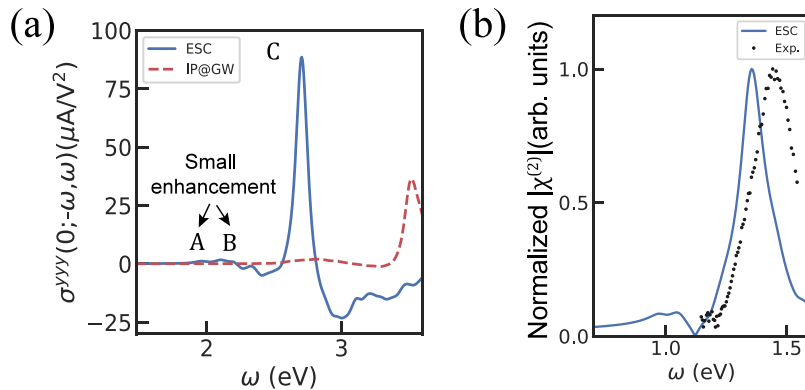 (a)
100
75
50
25
0
−25
σʸʸʸ(0;-ω,ω)(μA/V²)
ESC
IP@GW
C
Small
enhancement
A B
2 3
ω (eV)
(b)
Normalized |χ⁽²⁾|(arb. units)
ESC
Exp.
1.0
0.5
0.0
1.0 1.5
ω (eV)